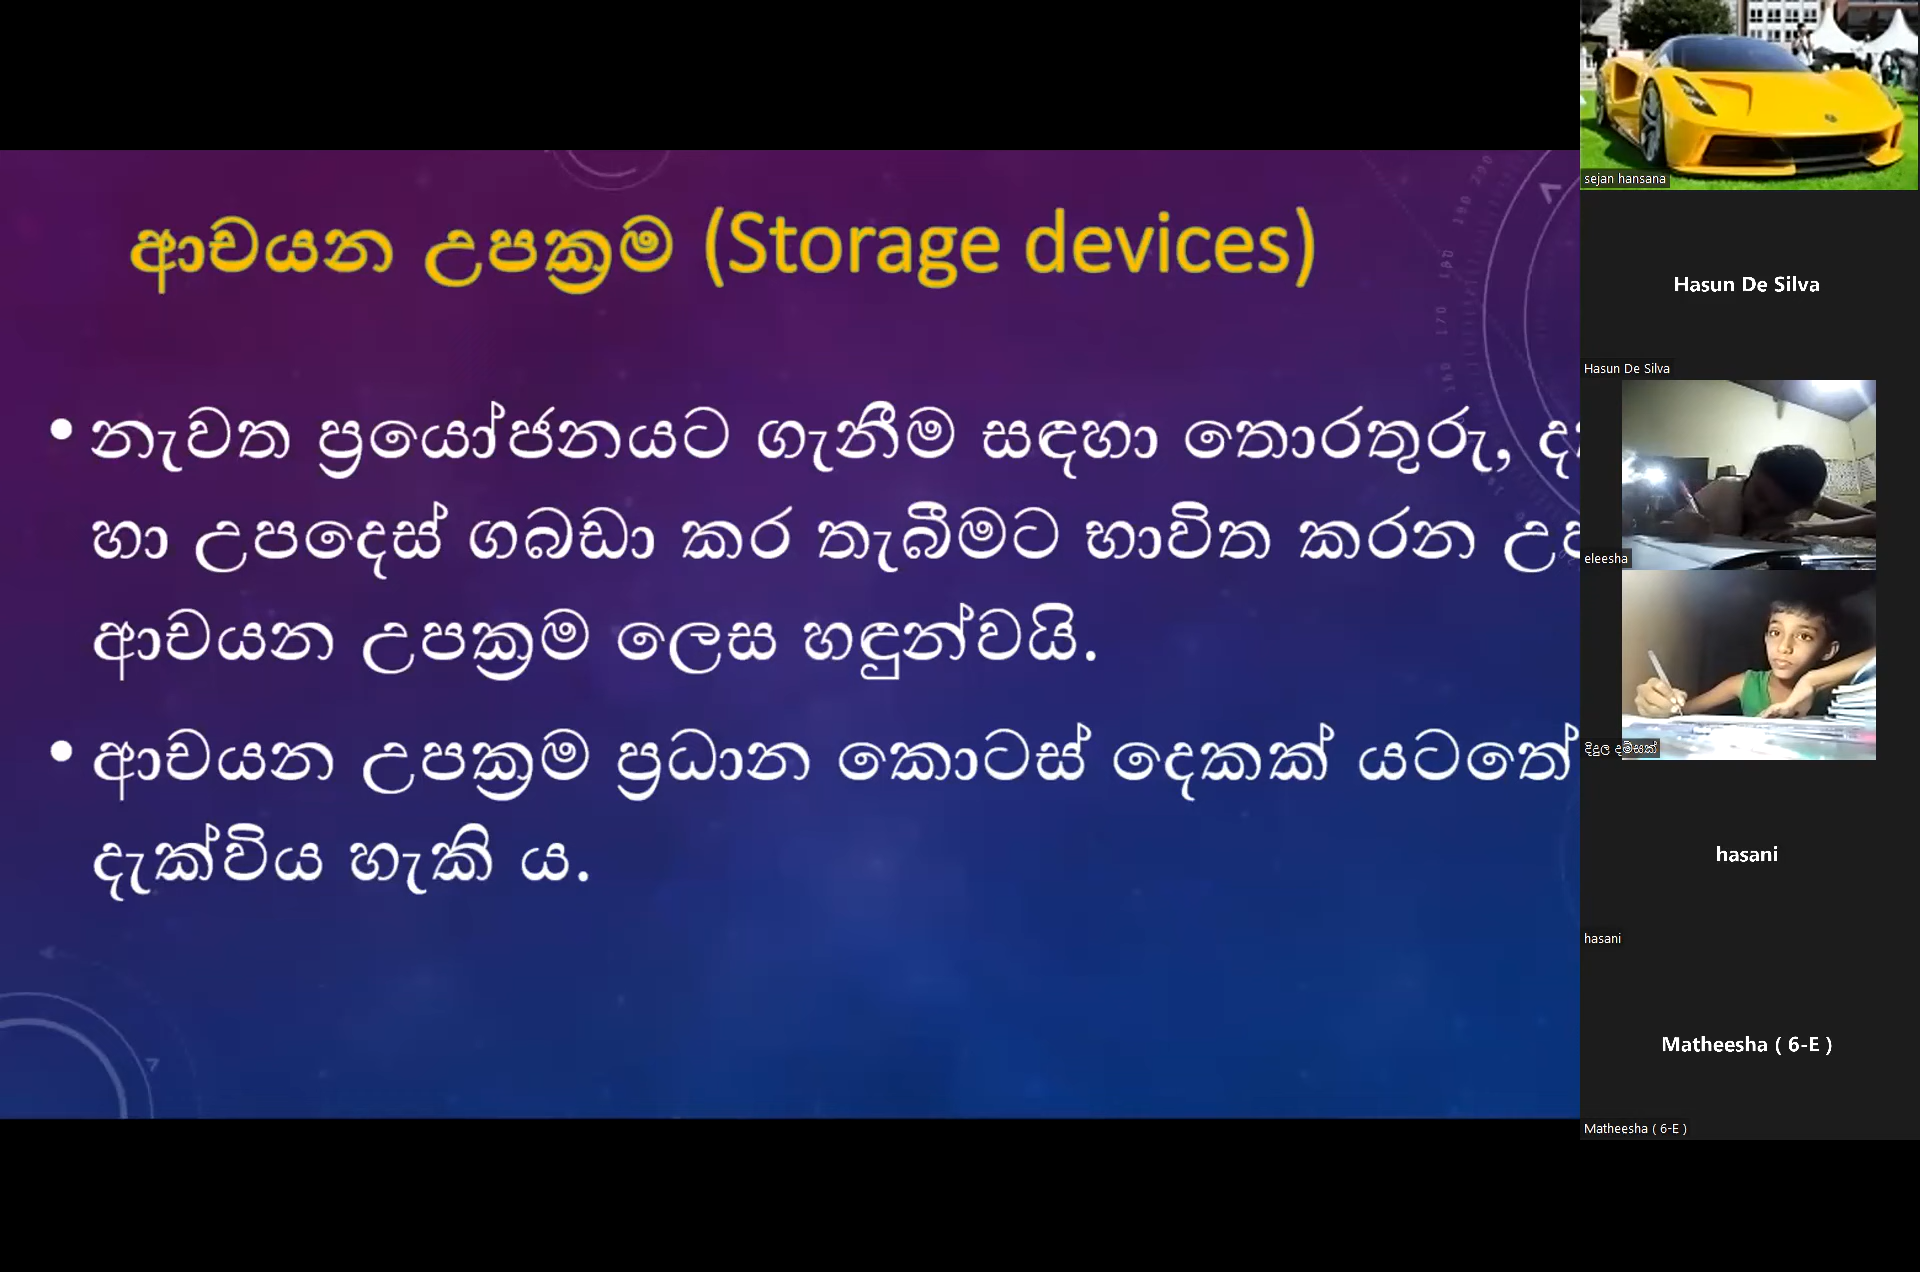 ආචයන උපක්‍රම (Storage devices)
• නැවත ප්‍රයෝජනයට ගැනීම සඳහා තොරතුරු,
හා උපදෙස් ගබඩා කර තැබීමට භාවිත කරන
ආචයන උපක්‍රම ලෙස හඳුන්වයි.
• ආචයන උපක්‍රම ප්‍රධාන කොටස් දෙකක් යටතේ
දැක්විය හැකි ය.
sejan hansana
Hasun De Silva
Hasun De Silva
eleesha
hasani
hasani
Matheesha ( 6-E )
Matheesha ( 6-E )